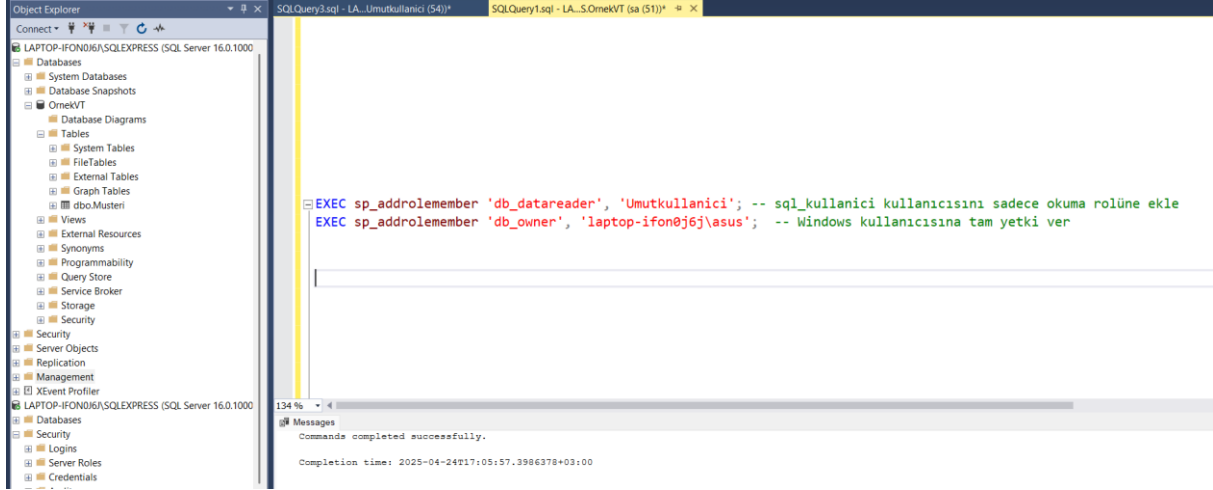 Object Explorer
Connect
LAPTOP-IFON0J6J\SQLEXPRESS (SQL Server 16.0.1000
Databases
System Databases
Database Snapshots
OrnekVT
Database Diagrams
Tables
System Tables
FileTables
External Tables
Graph Tables
dbo.Musteri
Views
External Resources
Synonyms
Programmability
Query Store
Service Broker
Storage
Security
Security
Server Objects
Replication
Management
XEvent Profiler
LAPTOP-IFON0J6J\SQLEXPRESS (SQL Server 16.0.1000
Databases
Security
Logins
Server Roles
Credentials
SQLQuery3.sql - LA...Umutkullanici (54))*
SQLQuery1.sql - LA...S.OrnekVT (sa (51))*
EXEC sp_addrolemember 'db_datareader', 'Umutkullanici'; -- sql_kullanici kullanıcısını sadece okuma rolüne ekle
EXEC sp_addrolemember 'db_owner', 'laptop-ifon0j6j\asus';  -- Windows kullanıcısına tam yetki ver
134 %
Messages
Commands completed successfully.
Completion time: 2025-04-24T17:05:57.3986378+03:00